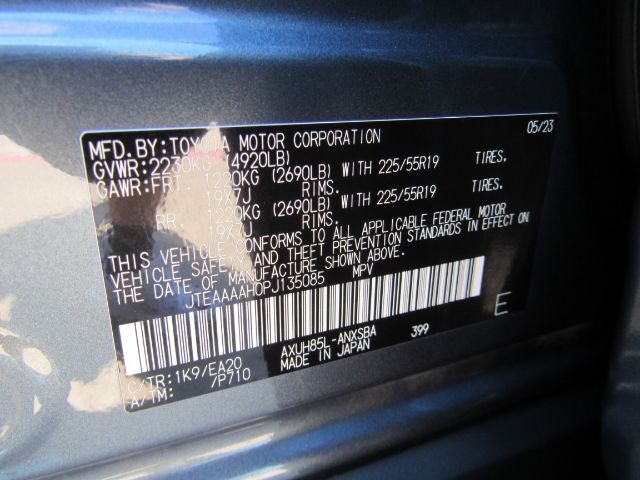 MFD.BY:TOYOTA MOTOR CORPORATION 05/23
GVWR:2230KG (4920LB)
GAWR:FRT. 1220KG (2690LB) WITH 225/55R19 TIRES,
19X7J RIMS.
RR. 1220KG (2690LB) WITH 225/55R19 TIRES,
19X7J RIMS.
THIS VEHICLE CONFORMS TO ALL APPLICABLE FEDERAL MOTOR
VEHICLE SAFETY AND THEFT PREVENTION STANDARDS IN EFFECT ON
THE DATE OF MANUFACTURE SHOWN ABOVE.
JTEAAAAH0PJ135085 MPV
E
C/TR:1K9/EA20 AXUH85L-ANXSBA 399
A/TM: /P710 MADE IN JAPAN